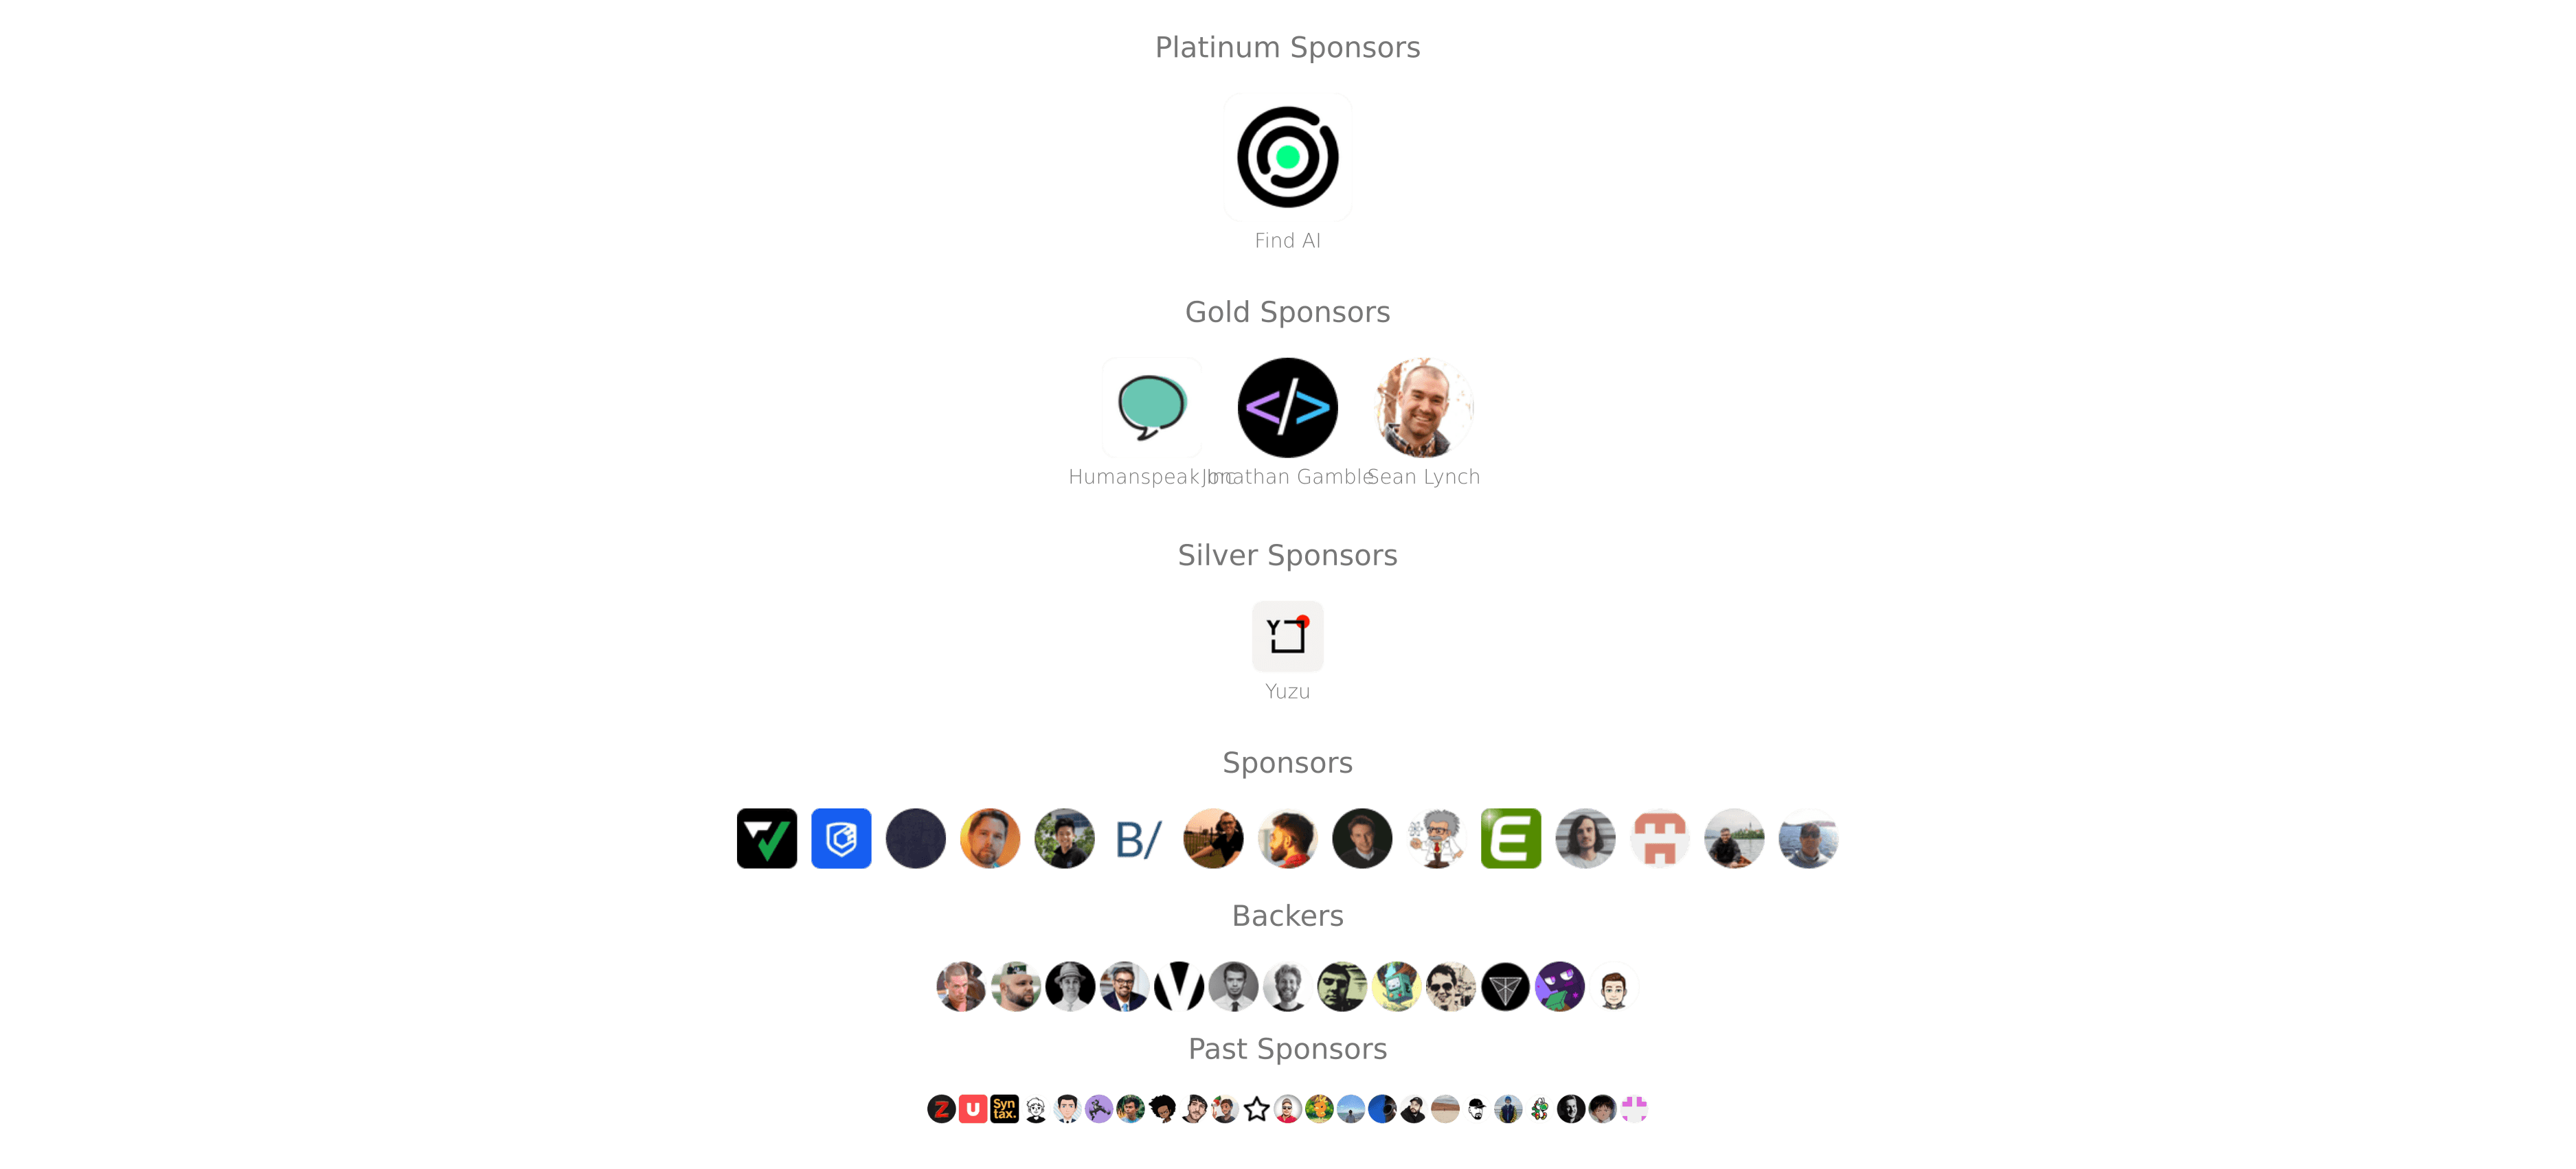 Platinum Sponsors
Find AI
Gold Sponsors
Humanspeak Inc
Jonathan Gamble
Sean Lynch
Silver Sponsors
Y
Yuzu
Sponsors
B/
E
Backers
V
Past Sponsors
Z
U
Syn
tax.